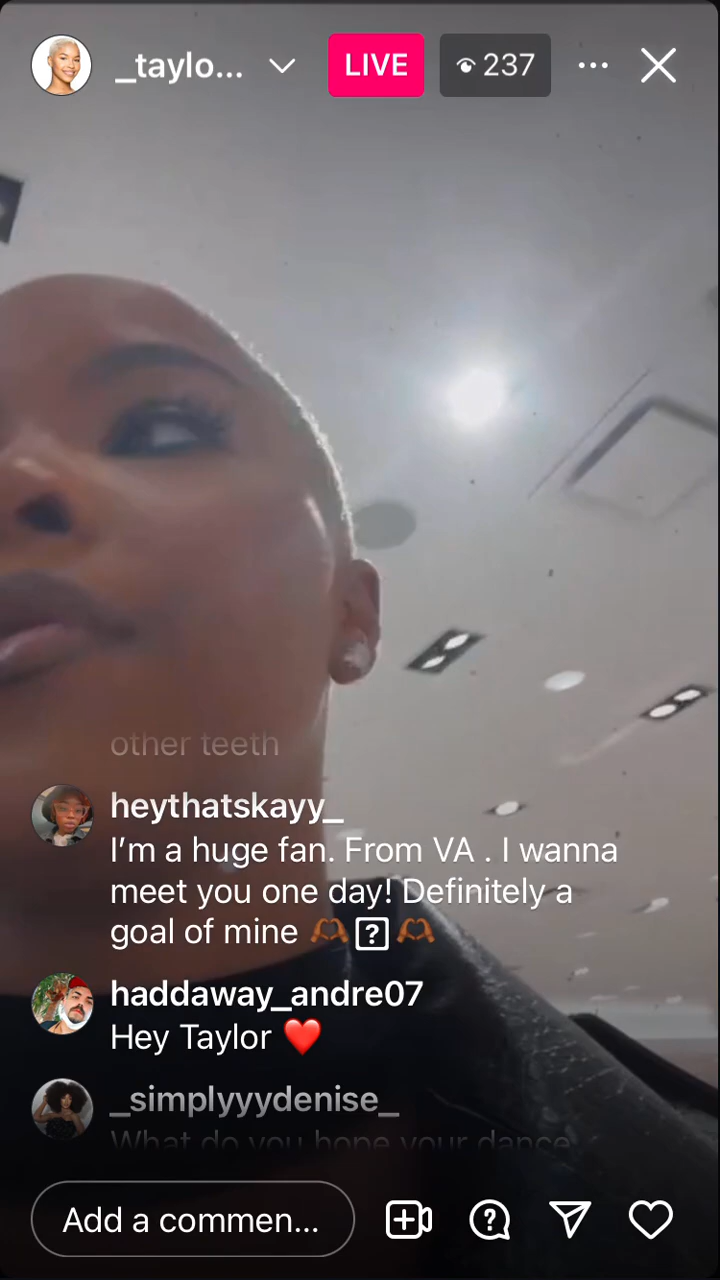 _taylo...
LIVE
237
other teeth
heythatskayy_
I’m a huge fan. From VA . I wanna
meet you one day! Definitely a
goal of mine 🫶🏾⍰🫶🏾
haddaway_andre07
Hey Taylor ❤️
_simplyyydenise_
What do you hope your dance
Add a commen...